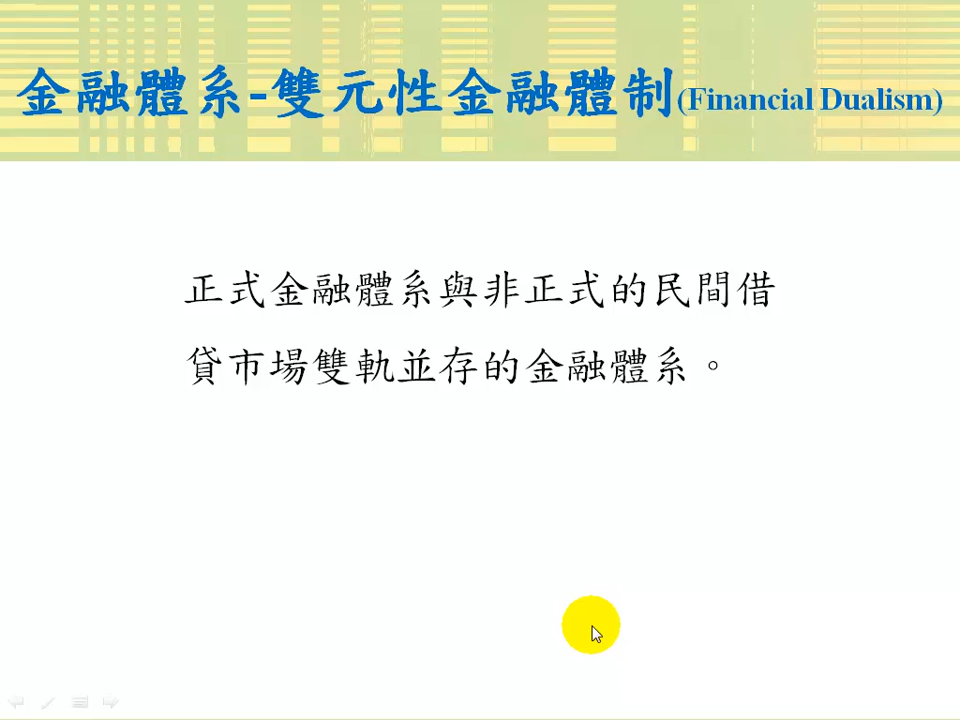 金融體系-雙元性金融體制(Financial Dualism)
正式金融體系與非正式的民間借
貸市場雙軌並存的金融體系。